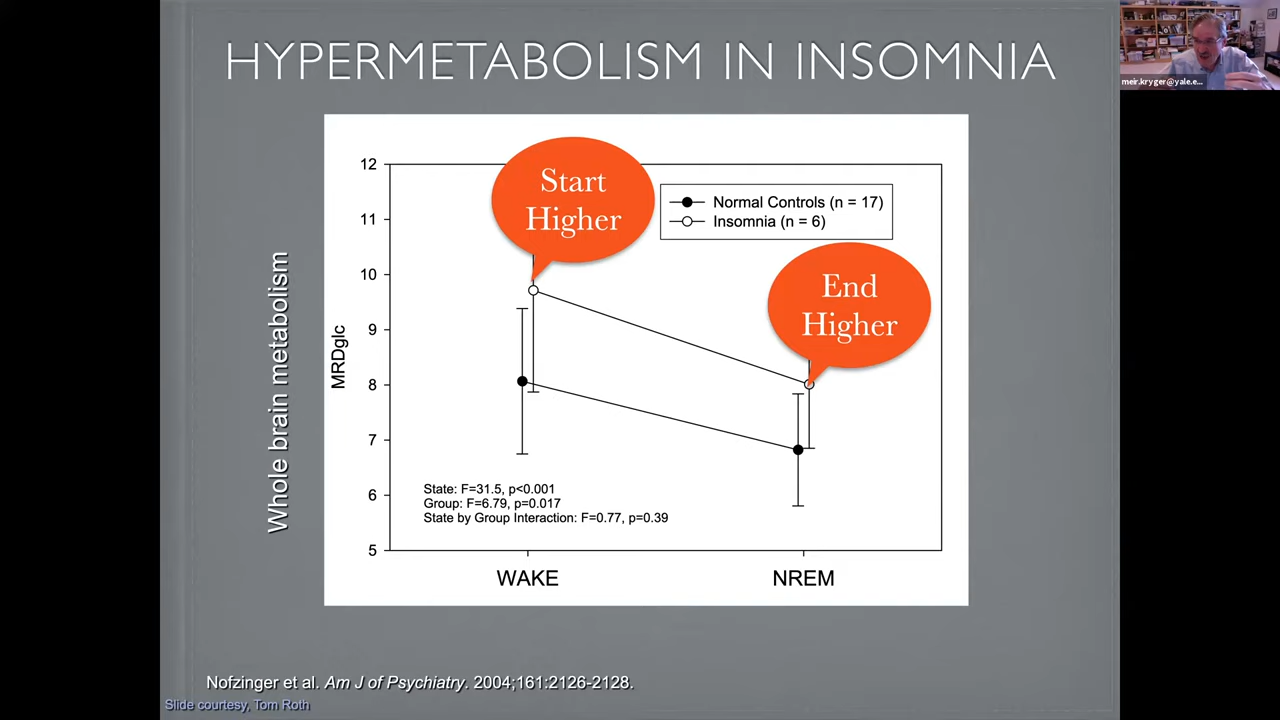 HYPERMETABOLISM IN INSOMNIA
meir.kryger@yale.e...
Whole brain metabolism
MRDglc
12
11
10
9
8
7
6
5
Start
Higher
Normal Controls (n = 17)
Insomnia (n = 6)
End
Higher
State: F=31.5, p<0.001
Group: F=6.79, p=0.017
State by Group Interaction: F=0.77, p=0.39
WAKE
NREM
Nofzinger et al. Am J of Psychiatry. 2004;161:2126-2128.
Slide courtesy, Tom Roth